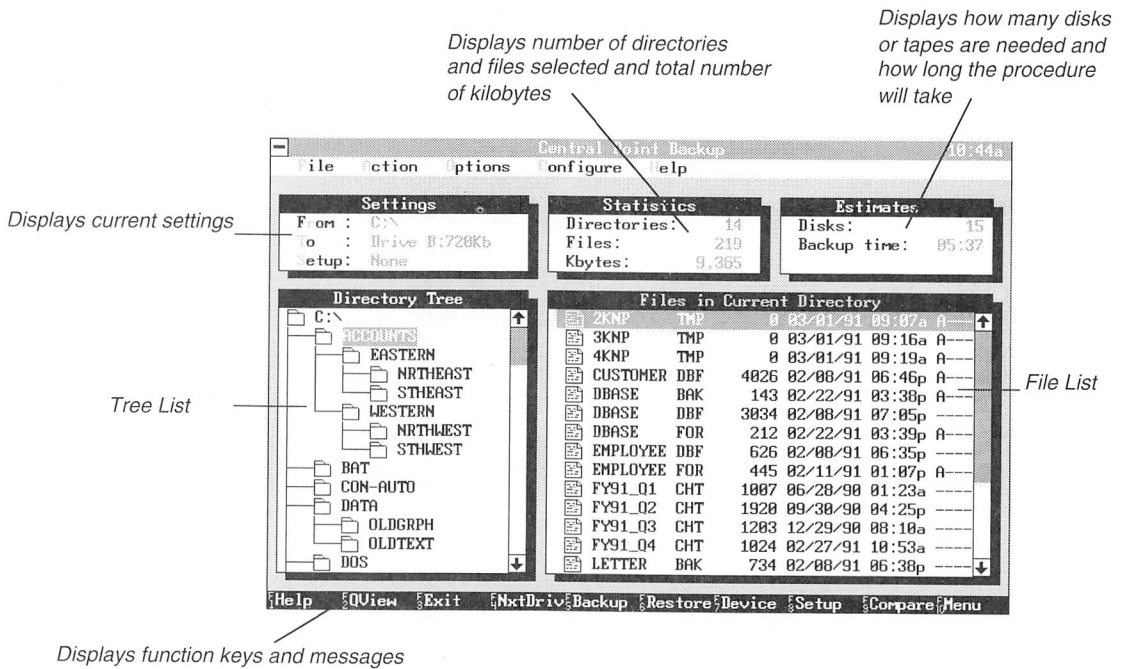 Displays how many disks
or tapes are needed and
how long the procedure
will take
Displays number of directories
and files selected and total number
of kilobytes
Central Point Backup 10:44a
File Action Options Configure Help
Displays current settings
Settings
From : C:\
To : Drive B:720Kb
Setup: None
Statistics
Directories: 14
Files: 219
Kbytes: 9,365
Estimates
Disks: 15
Backup time: 05:37
Tree List
Directory Tree
C:\
ACCOUNTS
EASTERN
NRTHEAST
STHEAST
WESTERN
NRTHWEST
STHWEST
BAT
CON-AUTO
DATA
OLDGRPH
OLDTEXT
DOS
Files in Current Directory
2KNP TMP 0 03/01/91 09:07a A---
3KNP TMP 0 03/01/91 09:16a A---
4KNP TMP 0 03/01/91 09:19a A---
CUSTOMER DBF 4026 02/08/91 06:46p A---
DBASE BAK 143 02/22/91 03:38p A---
DBASE DBF 3034 02/08/91 07:05p ----
DBASE FOR 212 02/22/91 03:39p A---
EMPLOYEE DBF 626 02/08/91 06:35p ----
EMPLOYEE FOR 445 02/11/91 01:07p A---
FY91_Q1 CHT 1007 06/28/90 01:23a ----
FY91_Q2 CHT 1920 09/30/90 04:25p ----
FY91_Q3 CHT 1203 12/29/90 08:10a ----
FY91_Q4 CHT 1024 02/27/91 10:53a ----
LETTER BAK 734 02/08/91 06:38p ----
File List
F1Help F2QView F3Exit F4NxtDriv F5Backup F6Restore F7Device F8Setup F9Compare F10Menu
Displays function keys and messages